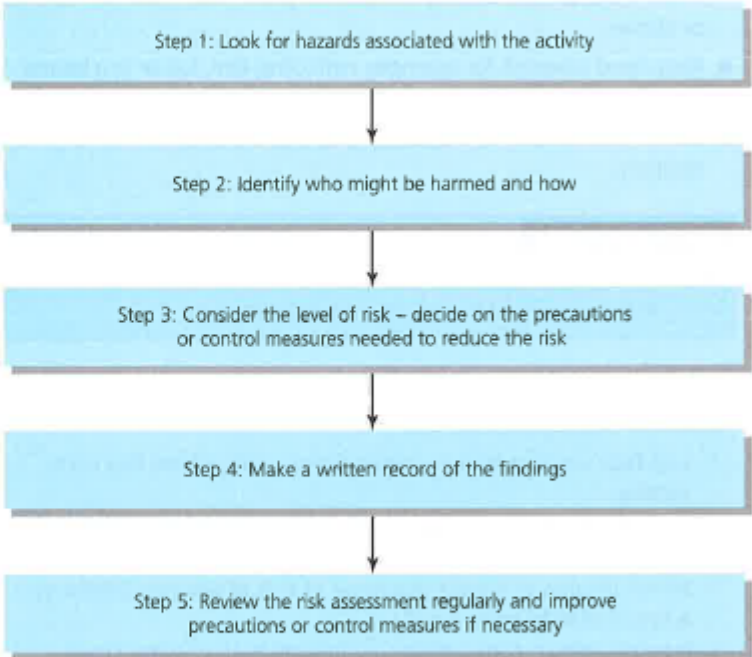 Step 1: Look for hazards associated with the activity
Step 2: Identify who might be harmed and how
Step 3: Consider the level of risk – decide on the precautions
or control measures needed to reduce the risk
Step 4: Make a written record of the findings
Step 5: Review the risk assessment regularly and improve
precautions or control measures if necessary